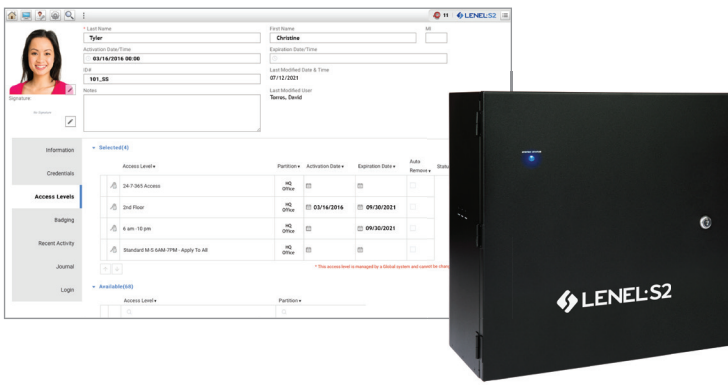 11 LENEL·S2
* Last Name First Name MI
Tyler Christina
Activation Date/Time Expiration Date/Time
03/16/2016 00:00
ID# Last Modified Date & Time
101_SS 07/12/2021
Notes Last Modified User
Torres, David
Signature:
No Signature
Information
Credentials
Access Levels
Badging
Recent Activity
Journal
Login
Selected(4)
Access Level Partition Activation Date Expiration Date Auto Remove Status
24-7-365 Access HQ Office
2nd Floor HQ Office 03/16/2016 09/30/2021
6 am -10 pm HQ Office 09/30/2021
Standard M-S 6AM-7PM - Apply To All HQ Office
* This access level is managed by a Global system and cannot be
Available(68)
Access Level Partition
LENEL·S2